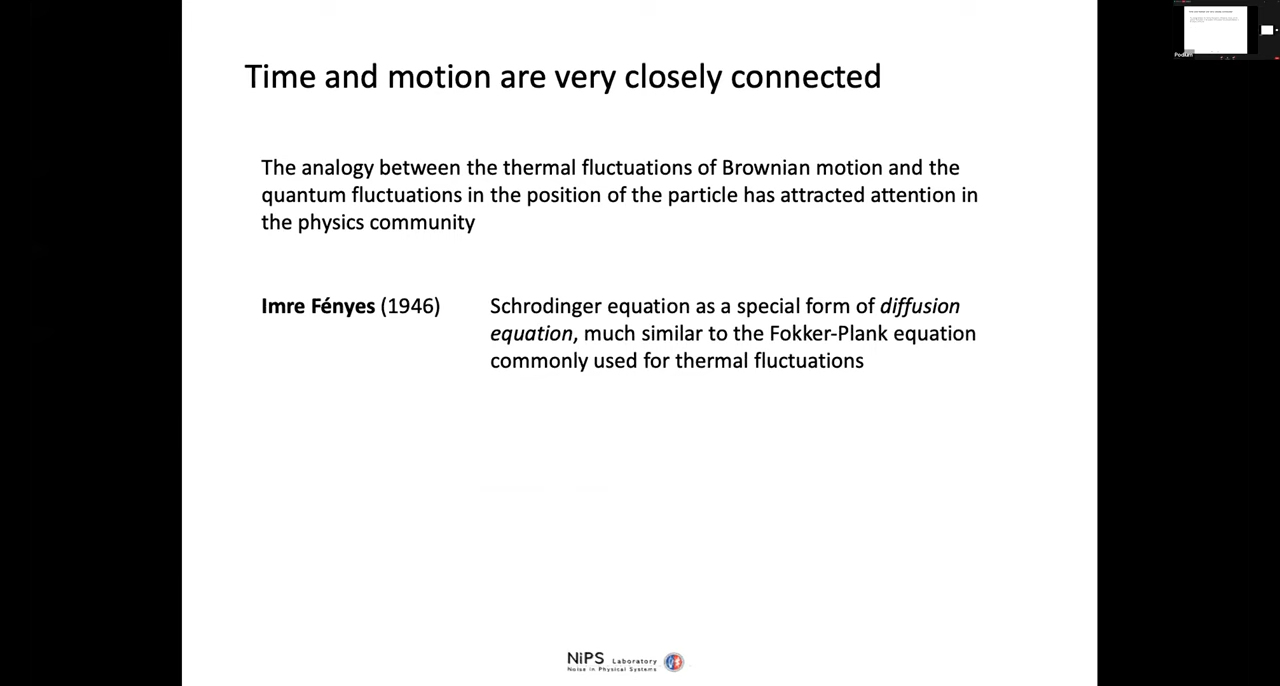 Time and motion are very closely connected
The analogy between the thermal fluctuations of Brownian motion and the
quantum fluctuations in the position of the particle has attracted attention in
the physics community
Imre Fényes (1946)
Schrodinger equation as a special form of diffusion
equation, much similar to the Fokker-Plank equation
commonly used for thermal fluctuations
NiPS Laboratory
Noise in Physical Systems
Podium